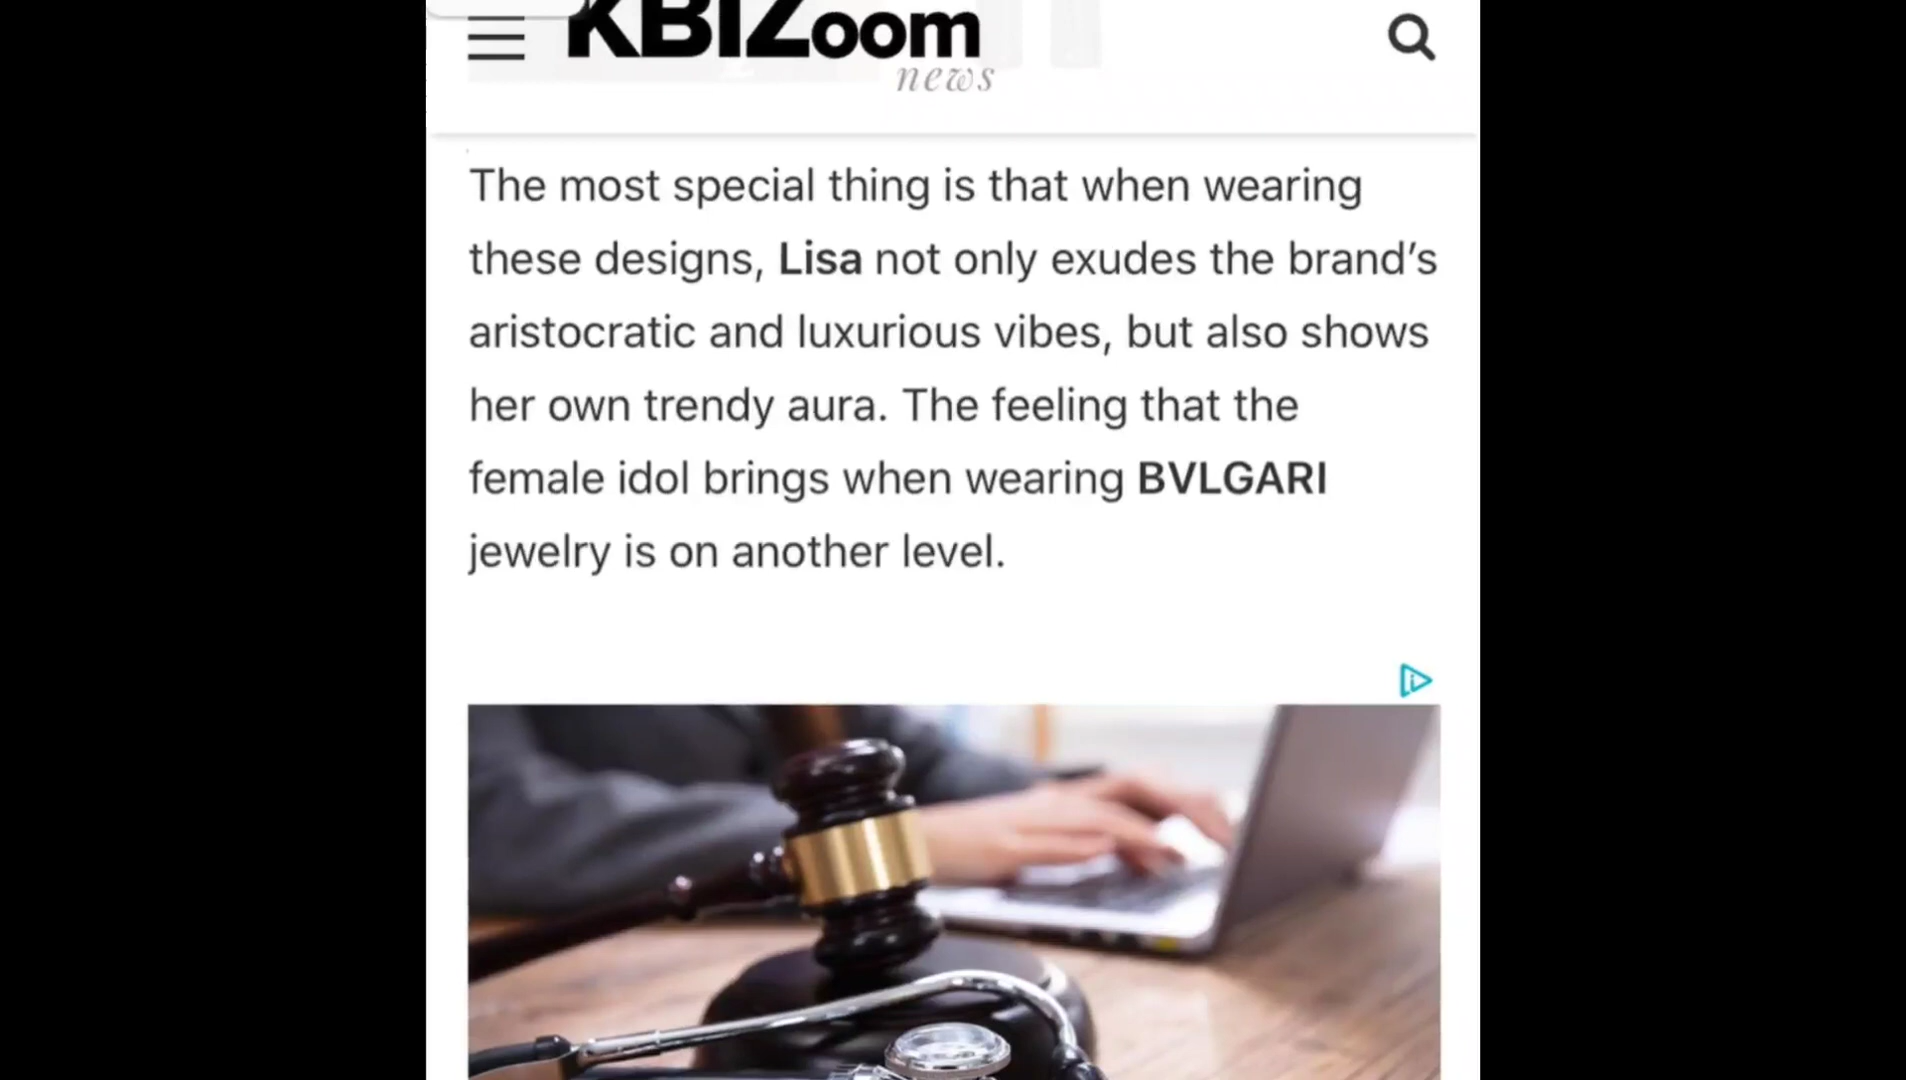 KBIZoom
news
The most special thing is that when wearing
these designs, Lisa not only exudes the brand’s
aristocratic and luxurious vibes, but also shows
her own trendy aura. The feeling that the
female idol brings when wearing BVLGARI
jewelry is on another level.